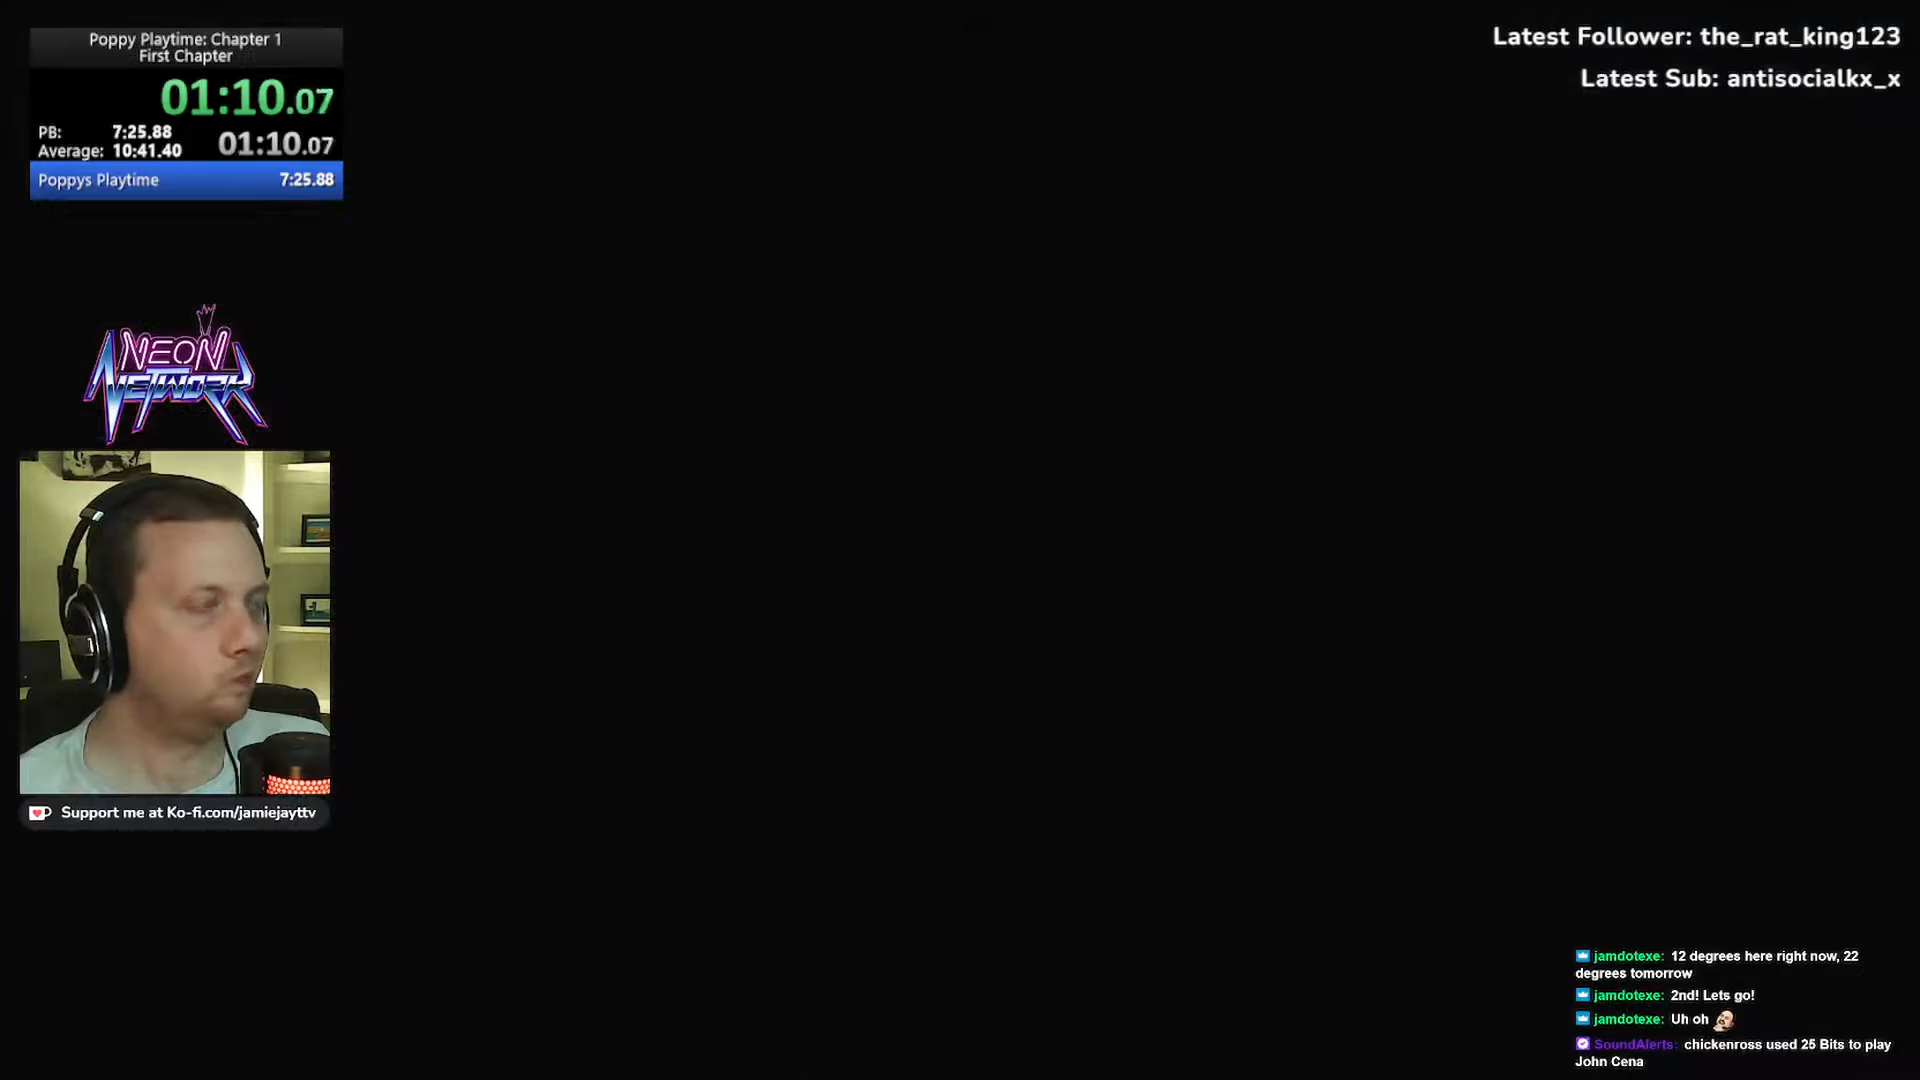 Poppy Playtime: Chapter 1
First Chapter
01:10.07
PB: 7:25.88
Average: 10:41.40
01:10.07
Poppys Playtime 7:25.88
NEON
NETWORK
Support me at Ko-fi.com/jamiejayttv
Latest Follower: the_rat_king123
Latest Sub: antisocialkx_x
jamdotexe: 12 degrees here right now, 22
degrees tomorrow
jamdotexe: 2nd! Lets go!
jamdotexe: Uh oh
SoundAlerts: chickenross used 25 Bits to play
John Cena